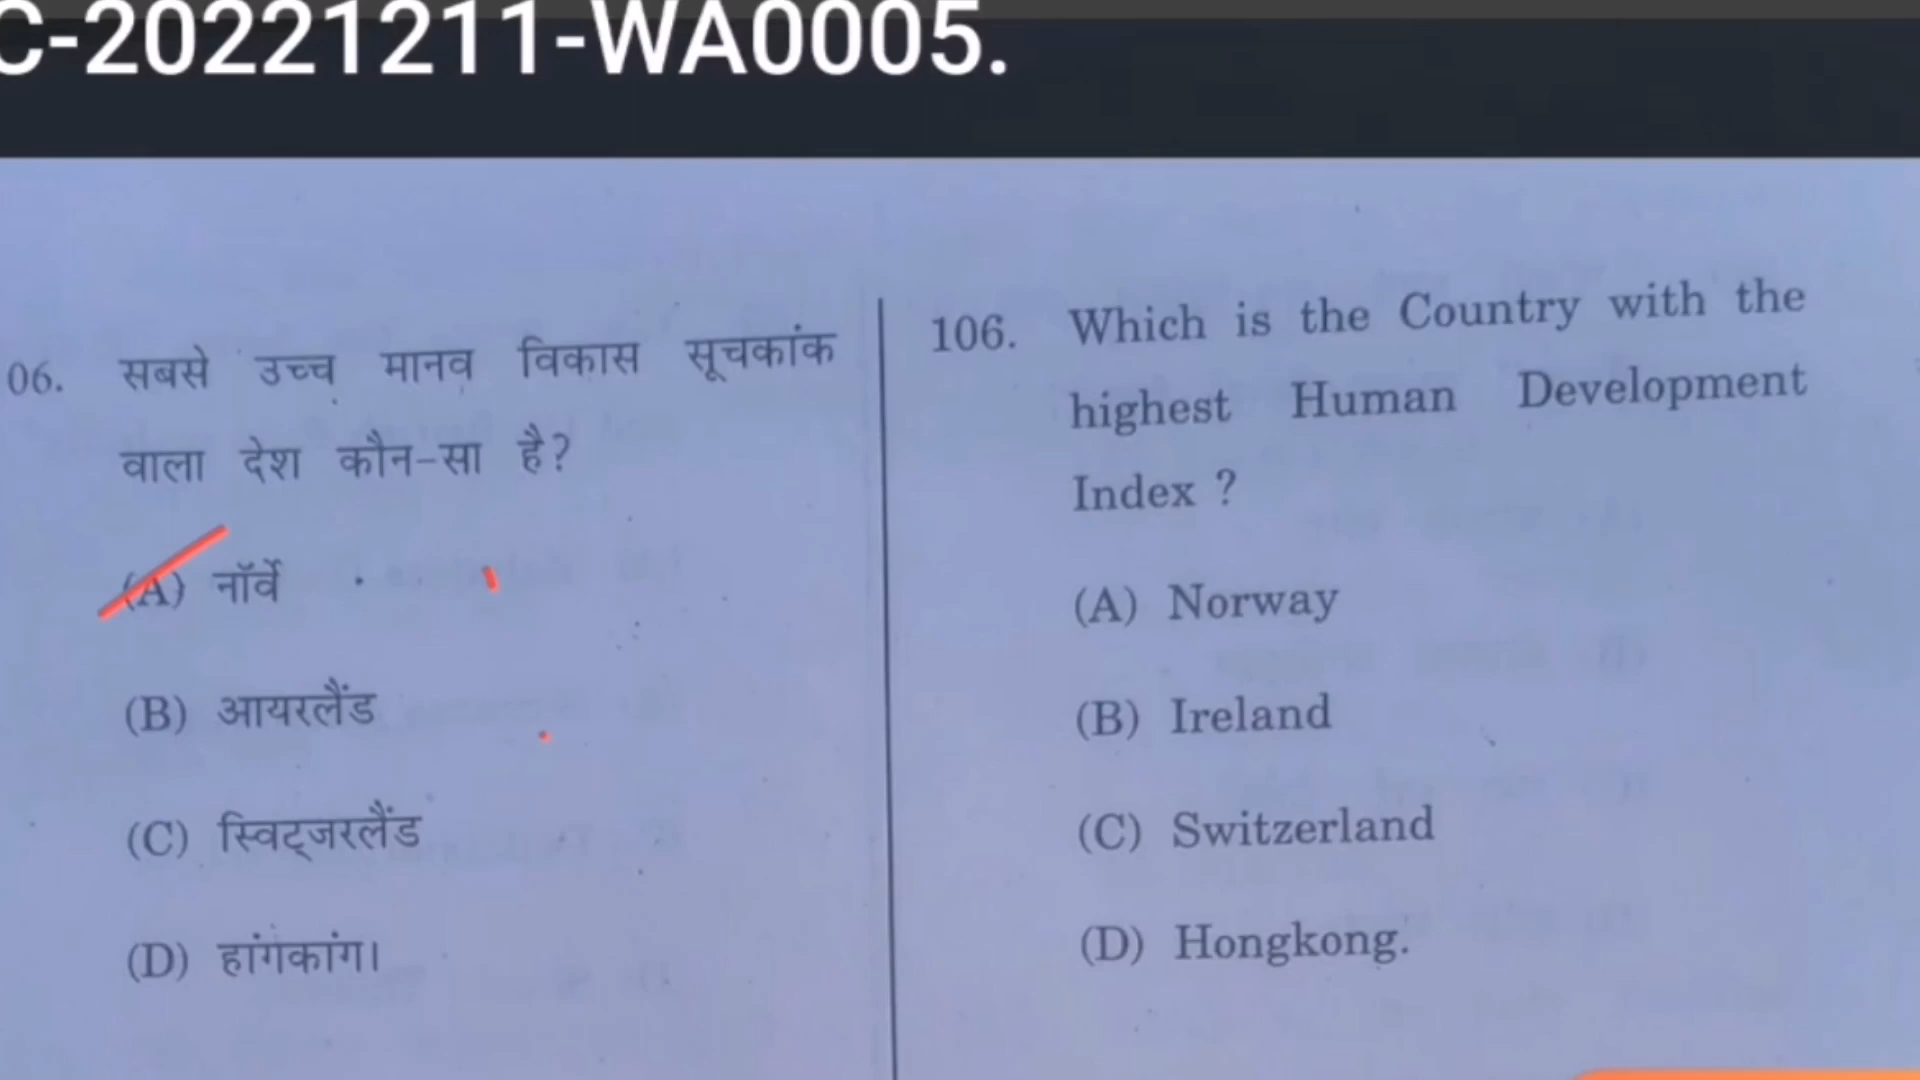 C-20221211-WA0005.
06. सबसे उच्च मानव विकास सूचकांक
वाला देश कौन-सा है?
(A) नॉर्वे
(B) आयरलैंड
(C) स्विट्जरलैंड
(D) हांगकांग।
106. Which is the Country with the
highest Human Development
Index ?
(A) Norway
(B) Ireland
(C) Switzerland
(D) Hongkong.